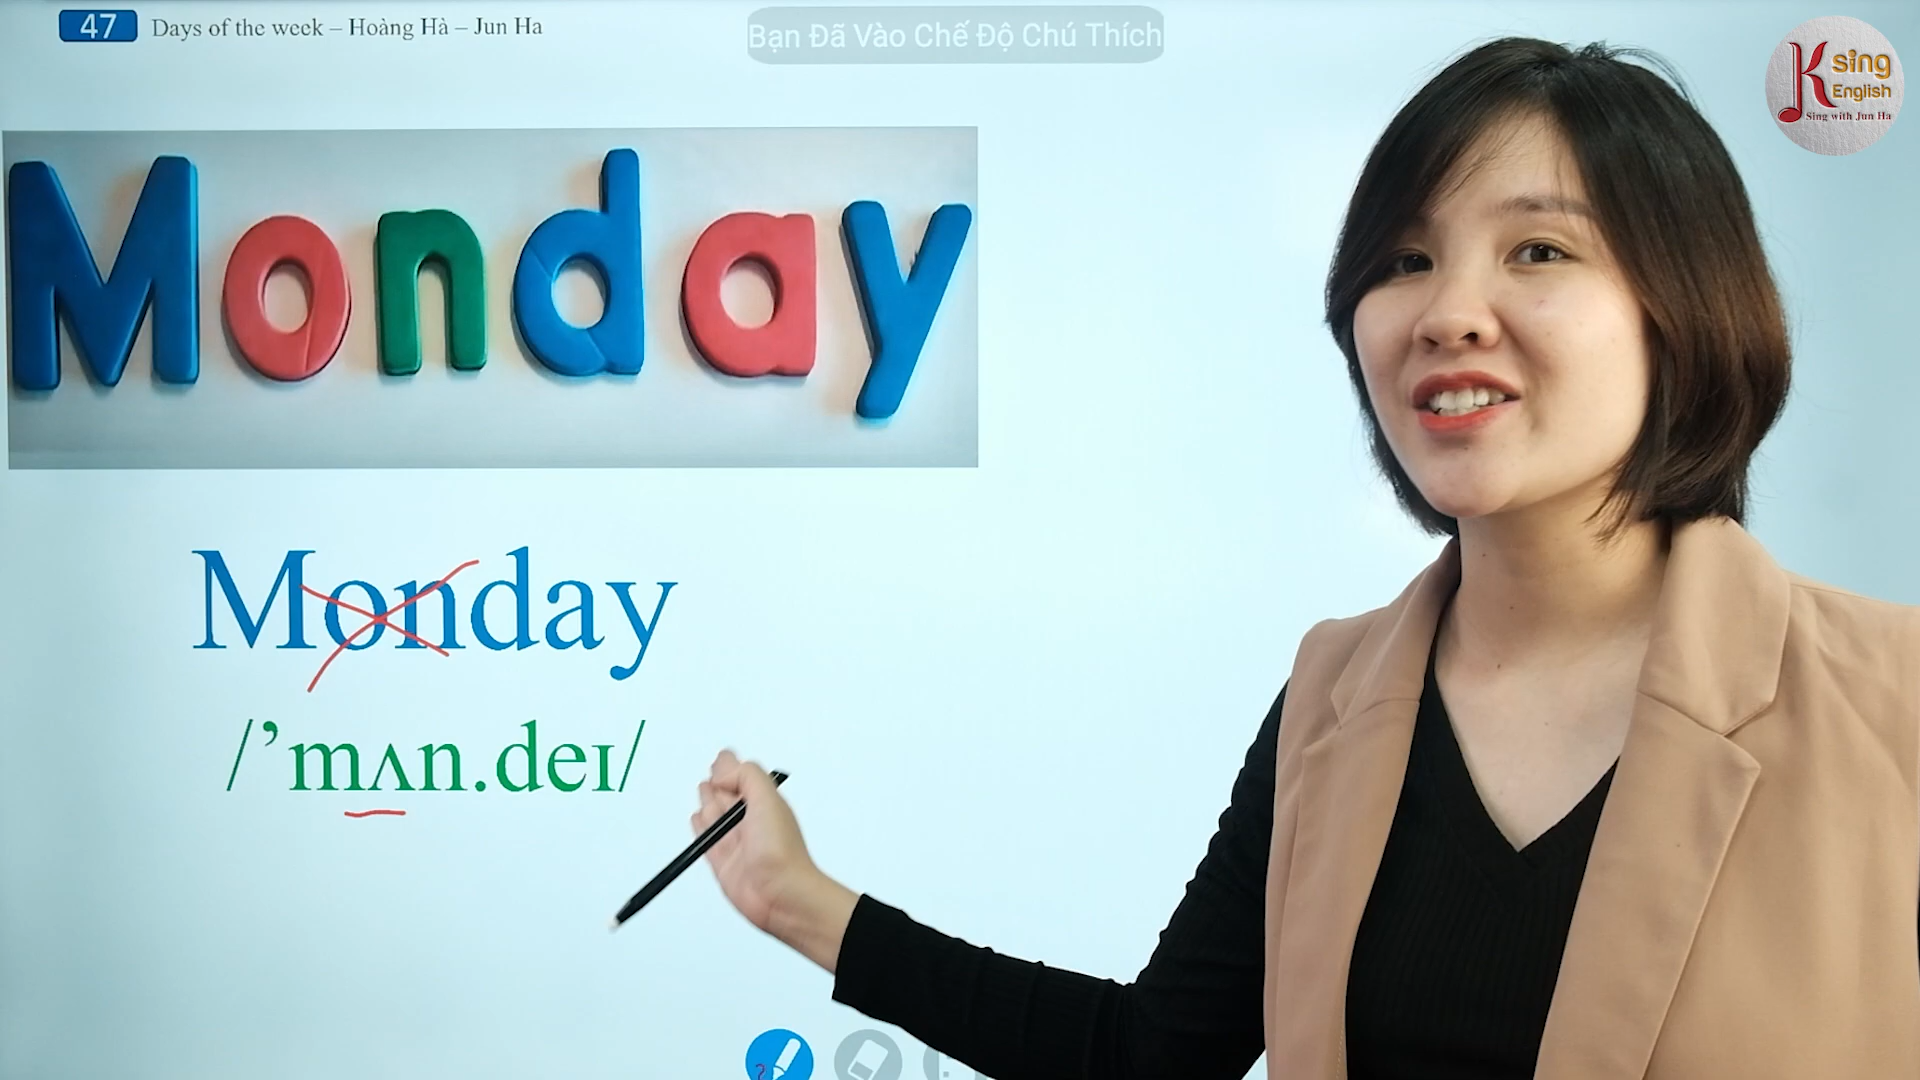 47 Days of the week – Hoàng Hà – Jun Ha
Bạn Đã Vào Chế Độ Chú Thích
K sing
English
Sing with Jun Ha
Monday
Monday
/’mʌn.deɪ/